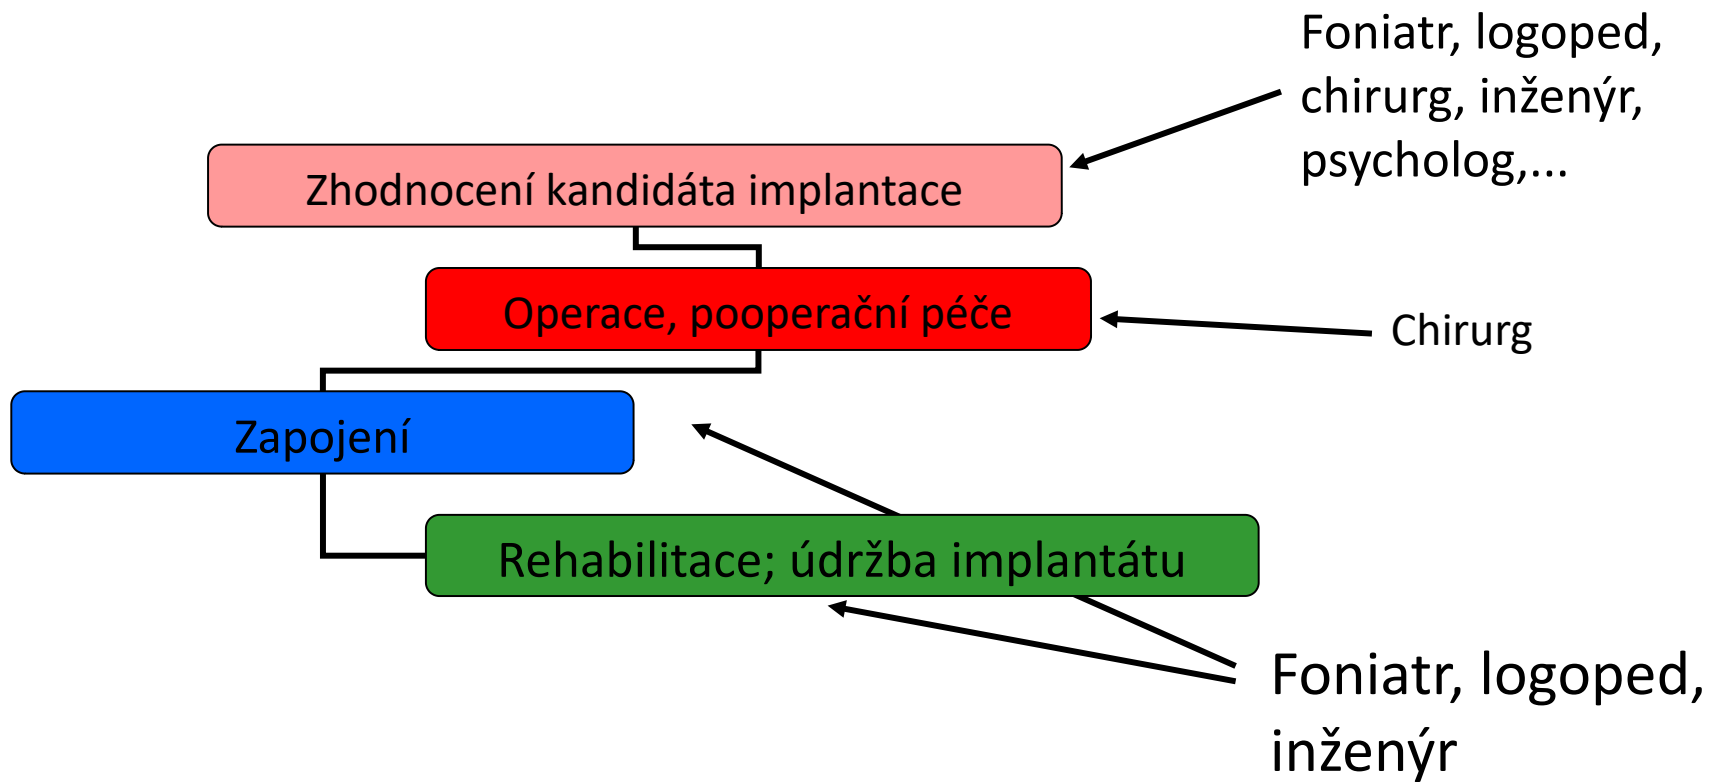 Foniatr, logoped,
chirurg, inženýr,
psycholog,...
Zhodnocení kandidáta implantace
Operace, pooperační péče
Chirurg
Zapojení
Rehabilitace; údržba implantátu
Foniatr, logoped,
inženýr